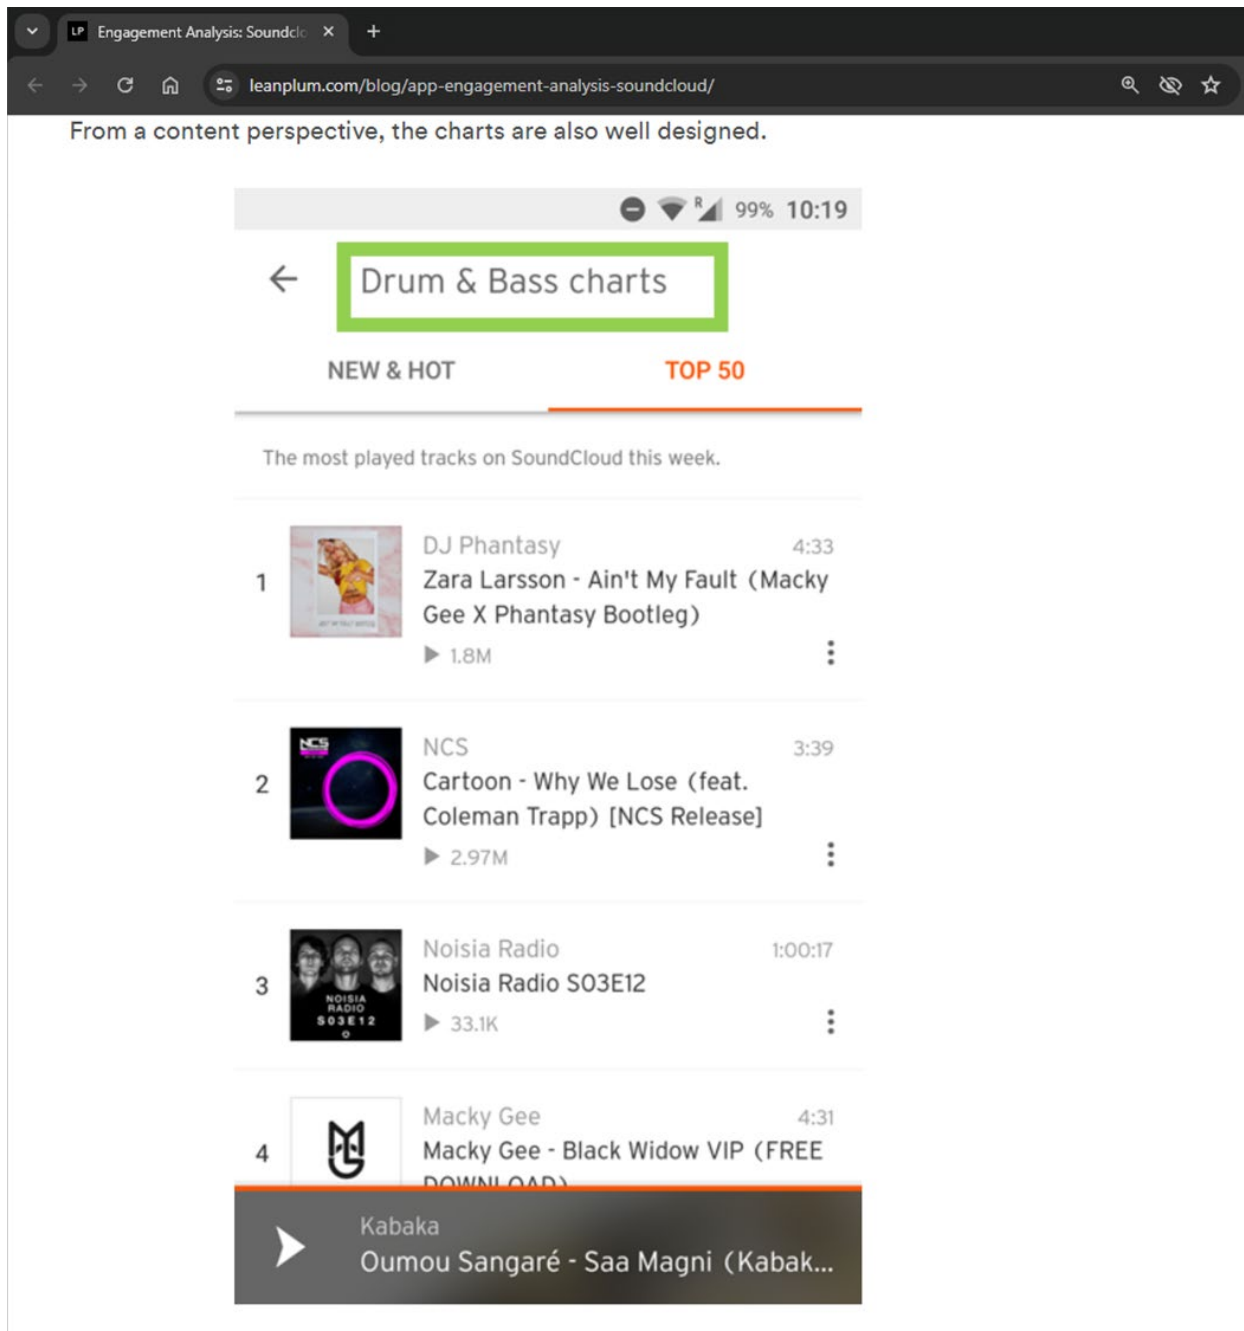 LP Engagement Analysis: Soundclo
leanplum.com/blog/app-engagement-analysis-soundcloud/
From a content perspective, the charts are also well designed.
R 99% 10:19
Drum & Bass charts
NEW & HOT TOP 50
The most played tracks on SoundCloud this week.
DJ Phantasy 4:33
1 Zara Larsson - Ain't My Fault (Macky
Gee X Phantasy Bootleg)
1.8M
NCS
NCS 3:39
2 Cartoon - Why We Lose (feat.
Coleman Trapp) [NCS Release]
2.97M
Noisia Radio 1:00:17
3 Noisia Radio S03E12
NOISIA
RADIO
S03E12
33.1K
Macky Gee 4:31
4 Macky Gee - Black Widow VIP (FREE
DOWNLOAD)
Kabaka
Oumou Sangaré - Saa Magni (Kabak...